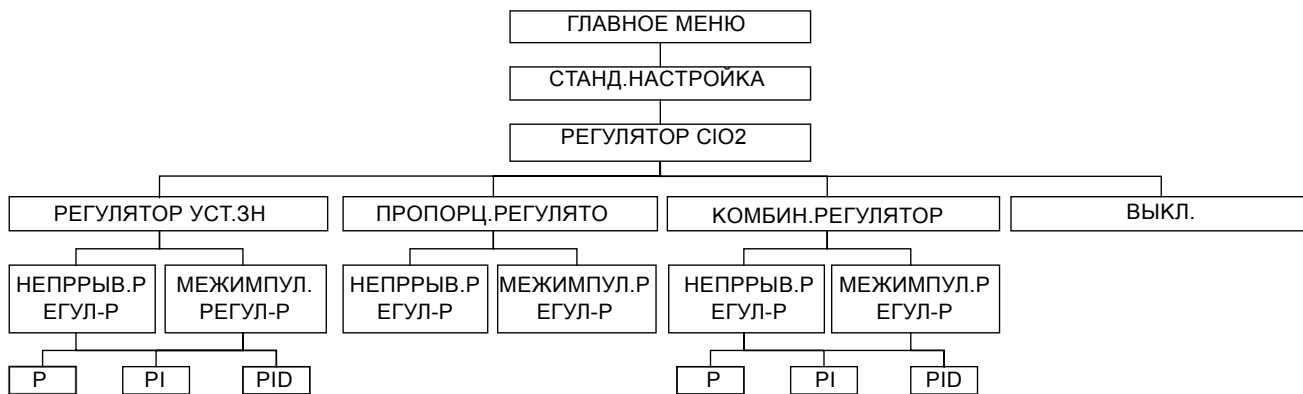 ГЛАВНОЕ МЕНЮ
СТАНД.НАСТРОЙКА
РЕГУЛЯТОР ClO2
РЕГУЛЯТОР УСТ.ЗН
ПРОПОРЦ.РЕГУЛЯТО
КОМБИН.РЕГУЛЯТОР
ВЫКЛ.
НЕПРРЫВ.Р
ЕГУЛ-Р
МЕЖИМПУЛ.
РЕГУЛ-Р
НЕПРРЫВ.Р
ЕГУЛ-Р
МЕЖИМПУЛ.Р
ЕГУЛ-Р
НЕПРРЫВ.Р
ЕГУЛ-Р
МЕЖИМПУЛ.Р
ЕГУЛ-Р
P
PI
PID
P
PI
PID